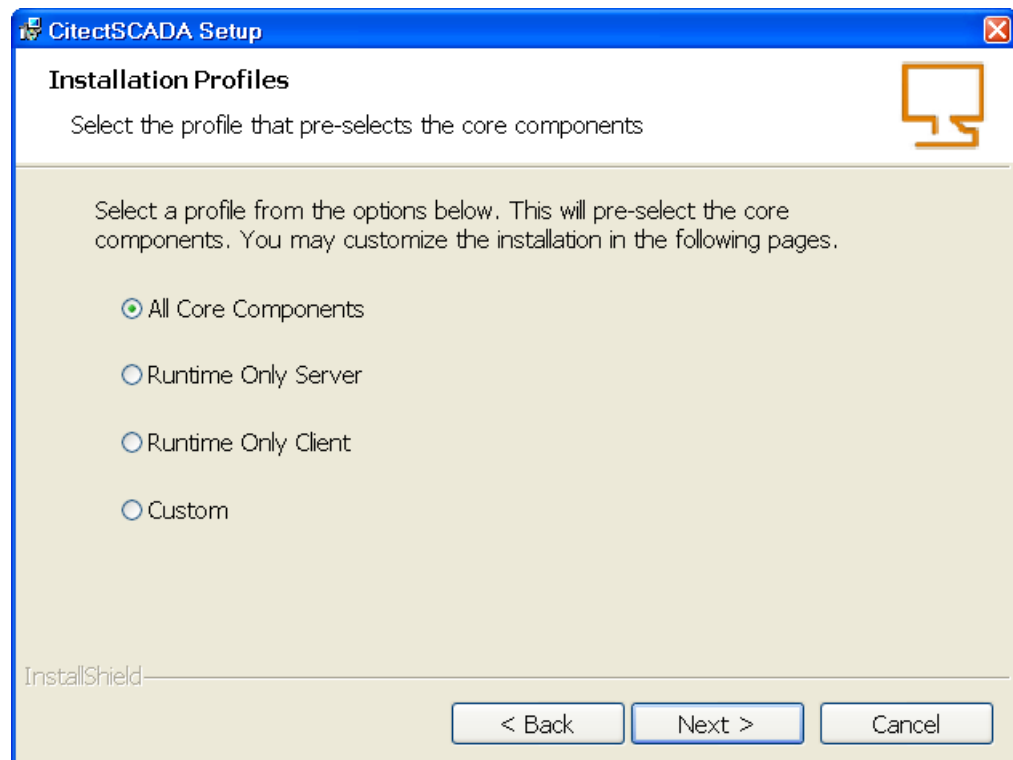 CitectSCADA Setup
Installation Profiles
Select the profile that pre-selects the core components
Select a profile from the options below. This will pre-select the core
components. You may customize the installation in the following pages.
All Core Components
Runtime Only Server
Runtime Only Client
Custom
InstallShield
< Back Next > Cancel